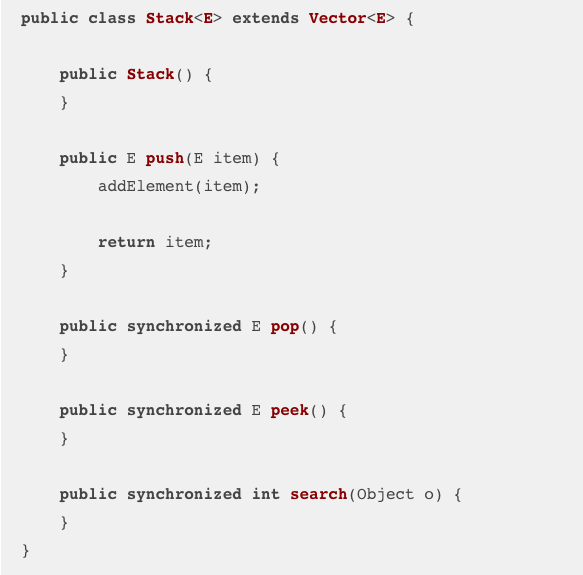 public class Stack<E> extends Vector<E> {
public Stack() {
}
public E push(E item) {
addElement(item);
return item;
}
public synchronized E pop() {
}
public synchronized E peek() {
}
public synchronized int search(Object o) {
}
}